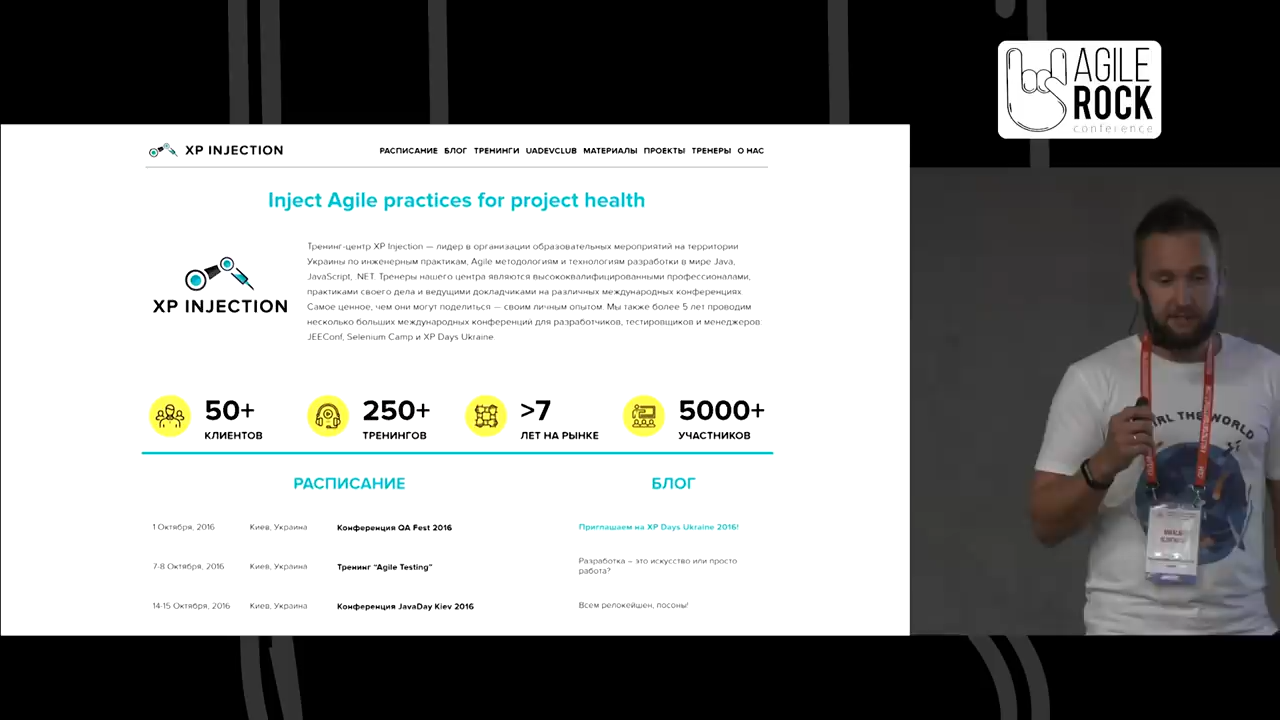 AGILE
ROCK
conference
XP INJECTION
РАСПИСАНИЕ БЛОГ ТРЕНИНГИ UADEVCLUB МАТЕРИАЛЫ ПРОЕКТЫ ТРЕНЕРЫ О НАС
Inject Agile practices for project health
XP INJECTION
Тренинг-центр XP Injection — лидер в организации образовательных мероприятий на территории
Украины по инженерным практикам, Agile методологиям и технологиям разработки в мире Java,
JavaScript, .NET. Тренеры нашего центра являются высококвалифицированными профессионалами,
практиками своего дела и ведущими докладчиками на различных международных конференциях.
Самое ценное, чем они могут поделиться — своим личным опытом. Мы также более 5 лет проводим
несколько больших международных конференций для разработчиков, тестировщиков и менеджеров:
JEEConf, Selenium Camp и XP Days Ukraine
50+
КЛИЕНТОВ
250+
ТРЕНИНГОВ
>7
ЛЕТ НА РЫНКЕ
5000+
УЧАСТНИКОВ
РАСПИСАНИЕ
1 Октября, 2016 Киев, Украина Конференция QA Fest 2016
7-8 Октября, 2016 Киев, Украина Тренинг “Agile Testing”
14-15 Октября, 2016 Киев, Украина Конференция JavaDay Kiev 2016
БЛОГ
Приглашаем на XP Days Ukraine 2016!
Разработка – это искусство или просто
работа?
Всем релокейшен, посоны!
THE WORLD